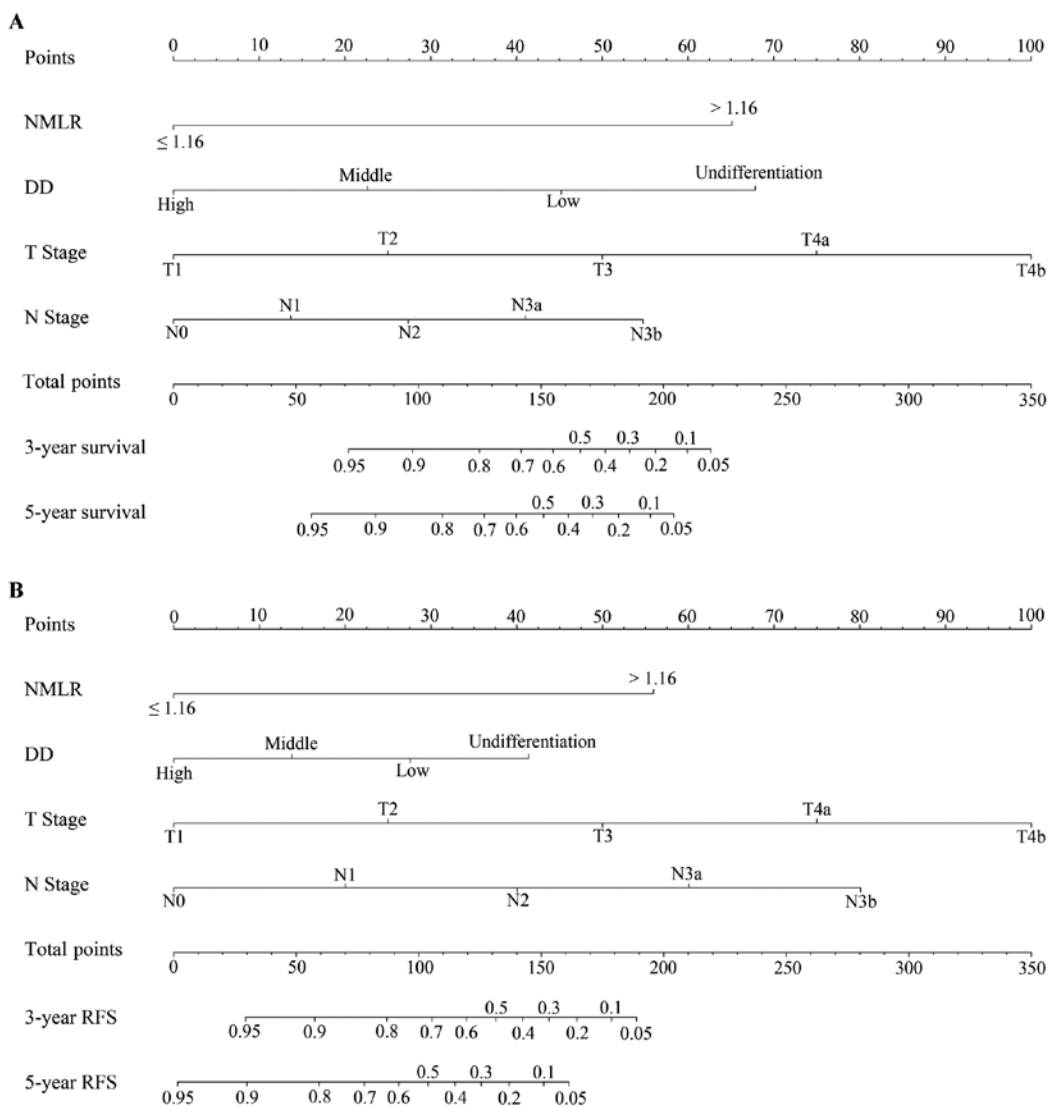 A
Points 0 10 20 30 40 50 60 70 80 90 100
> 1.16
NMLR
≤ 1.16
Middle Undifferentiation
DD
High Low
T2 T4a
T Stage
T1 T3 T4b
N1 N3a
N Stage
N0 N2 N3b
Total points
0 50 100 150 200 250 300 350
0.5 0.3 0.1
3-year survival
0.95 0.9 0.8 0.7 0.6 0.4 0.2 0.05
0.5 0.3 0.1
5-year survival
0.95 0.9 0.8 0.7 0.6 0.4 0.2 0.05
B
Points 0 10 20 30 40 50 60 70 80 90 100
> 1.16
NMLR
≤ 1.16
Middle Undifferentiation
DD
High Low
T2 T4a
T Stage
T1 T3 T4b
N1 N3a
N Stage
N0 N2 N3b
Total points
0 50 100 150 200 250 300 350
0.5 0.3 0.1
3-year RFS
0.95 0.9 0.8 0.7 0.6 0.4 0.2 0.05
0.5 0.3 0.1
5-year RFS
0.95 0.9 0.8 0.7 0.6 0.4 0.2 0.05